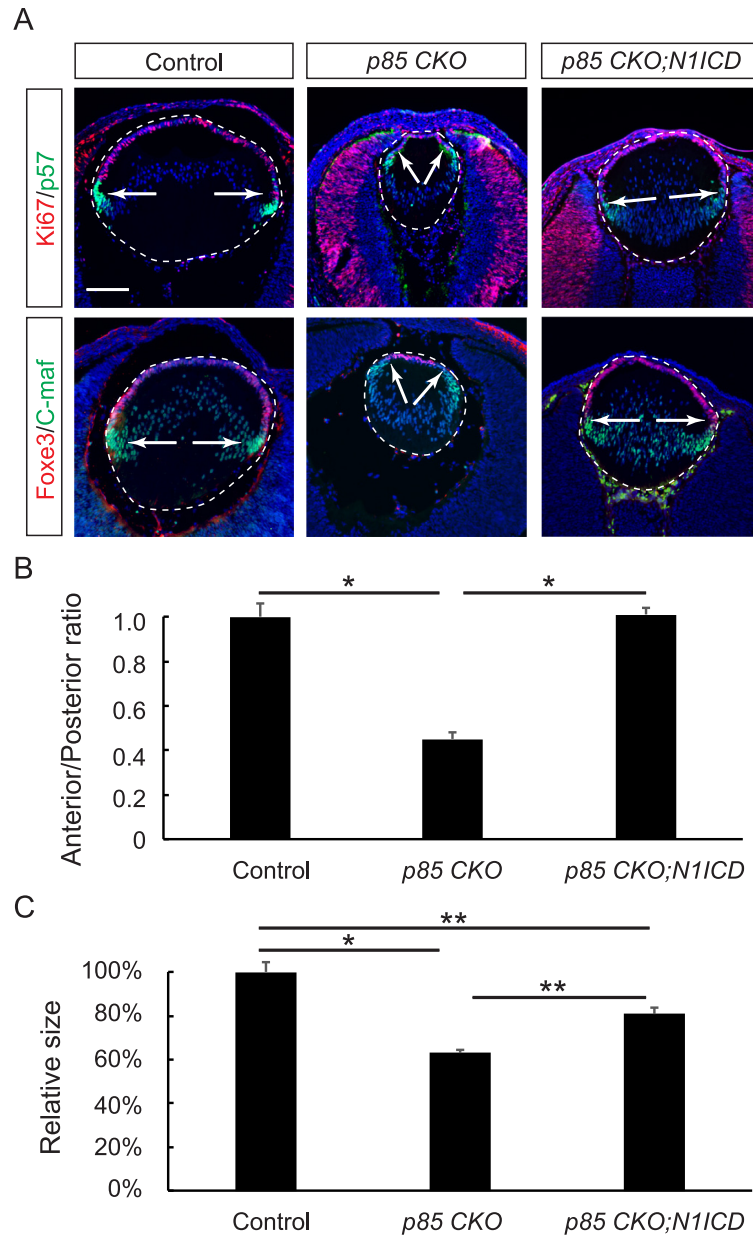 A
Control
p85 CKO
p85 CKO;N1ICD
Ki67/p57
Foxe3/C-maf
B
*
*
Anterior/Posterior ratio
1.0
0.8
0.6
0.4
0.2
0
Control
p85 CKO
p85 CKO;N1ICD
C
**
*
**
Relative size
100%
80%
60%
40%
20%
0%
Control
p85 CKO
p85 CKO;N1ICD